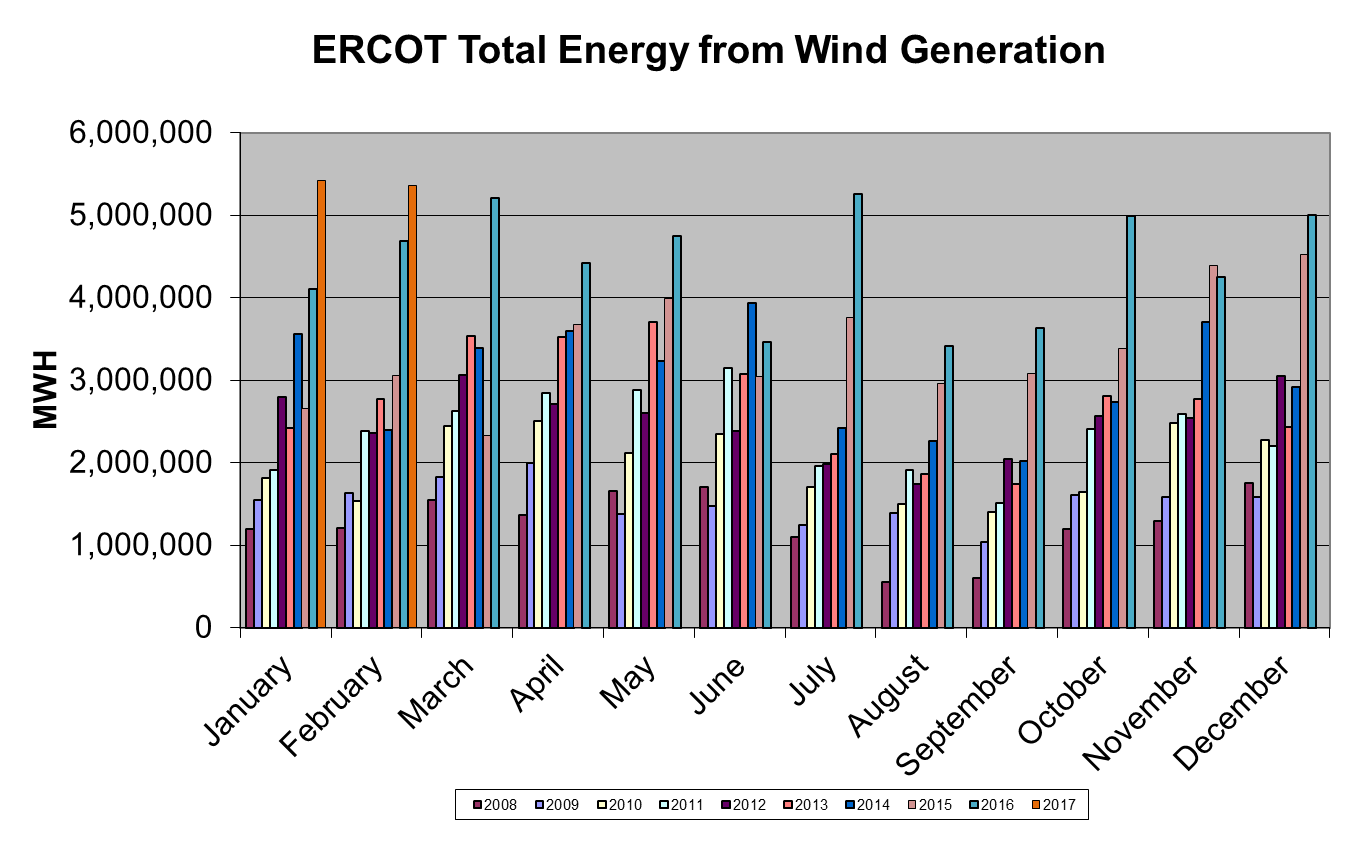 ERCOT Total Energy from Wind Generation
6,000,000
5,000,000
4,000,000
3,000,000
2,000,000
1,000,000
0
MWH
January
February
March
April
May
June
July
August
September
October
November
December
2008 2009 2010 2011 2012 2013 2014 2015 2016 2017